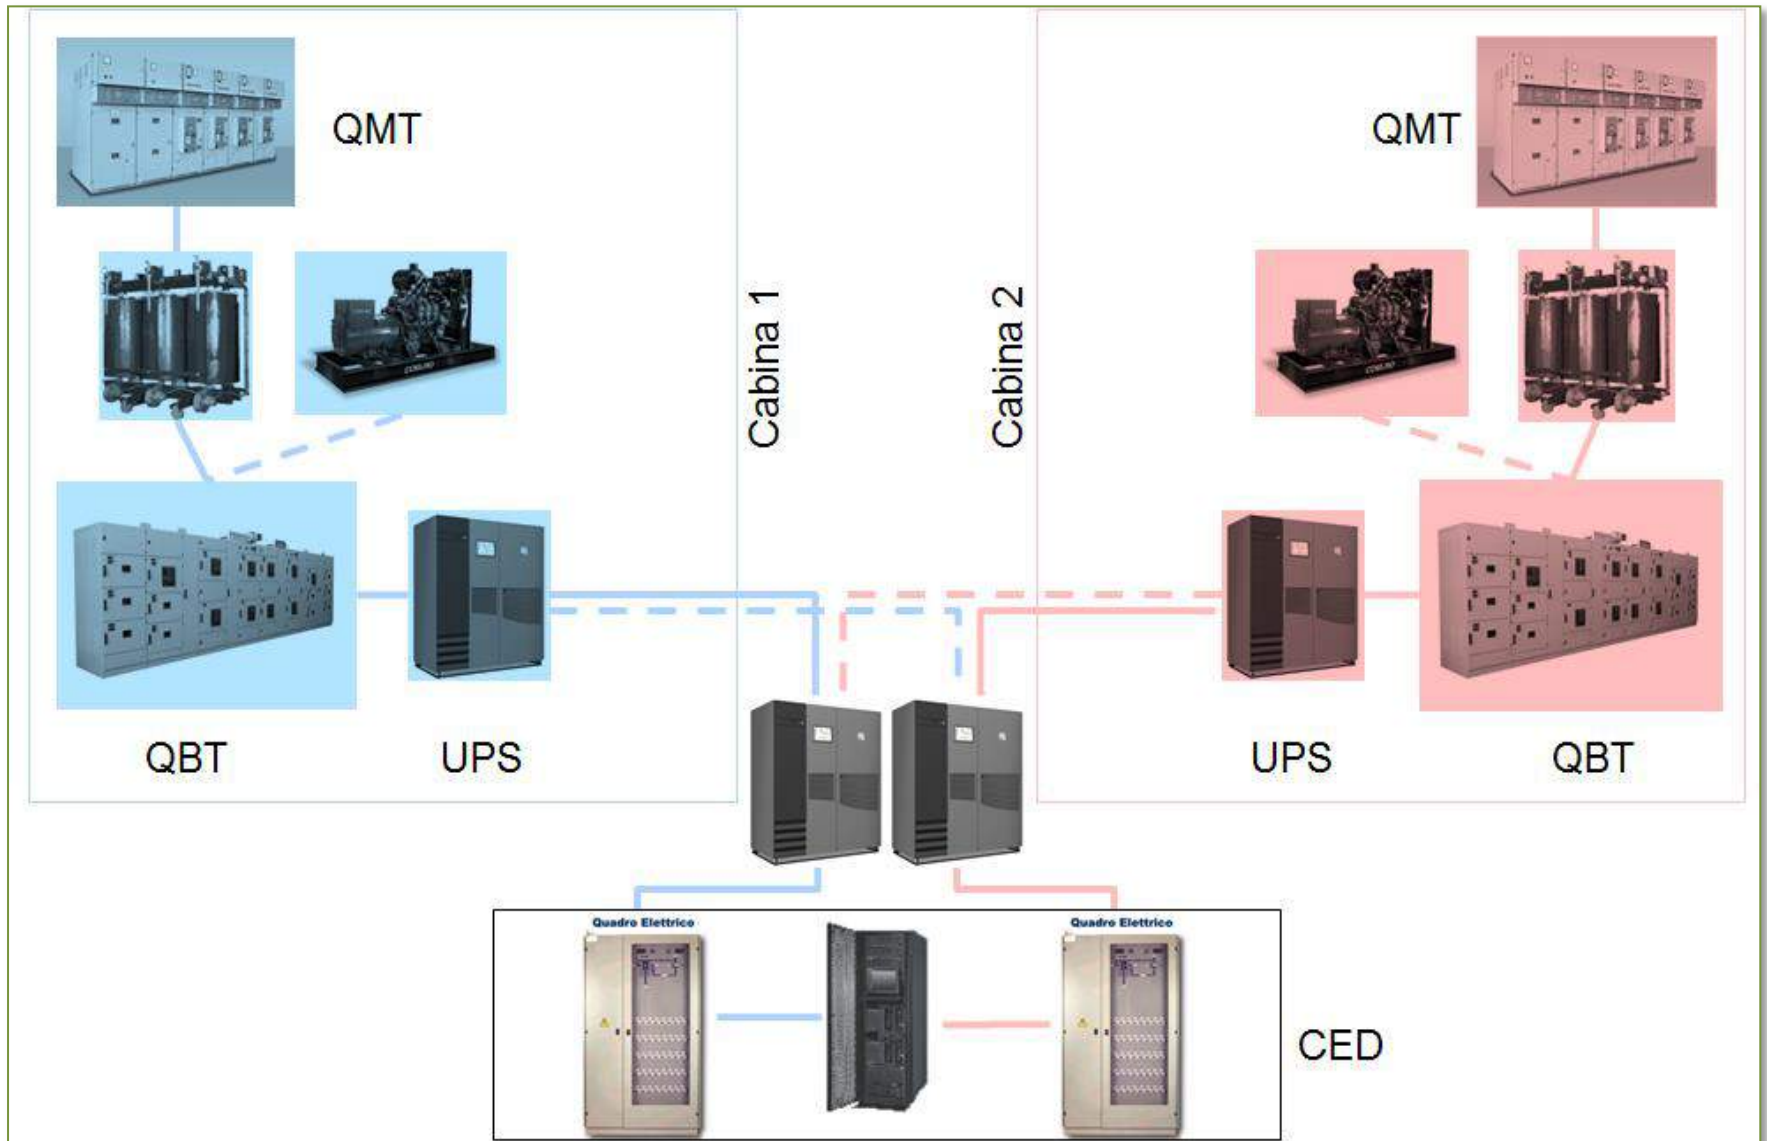 QMT
QMT
Cabina 1
Cabina 2
QBT
UPS
UPS
QBT
Quadro Elettrico
Quadro Elettrico
CED